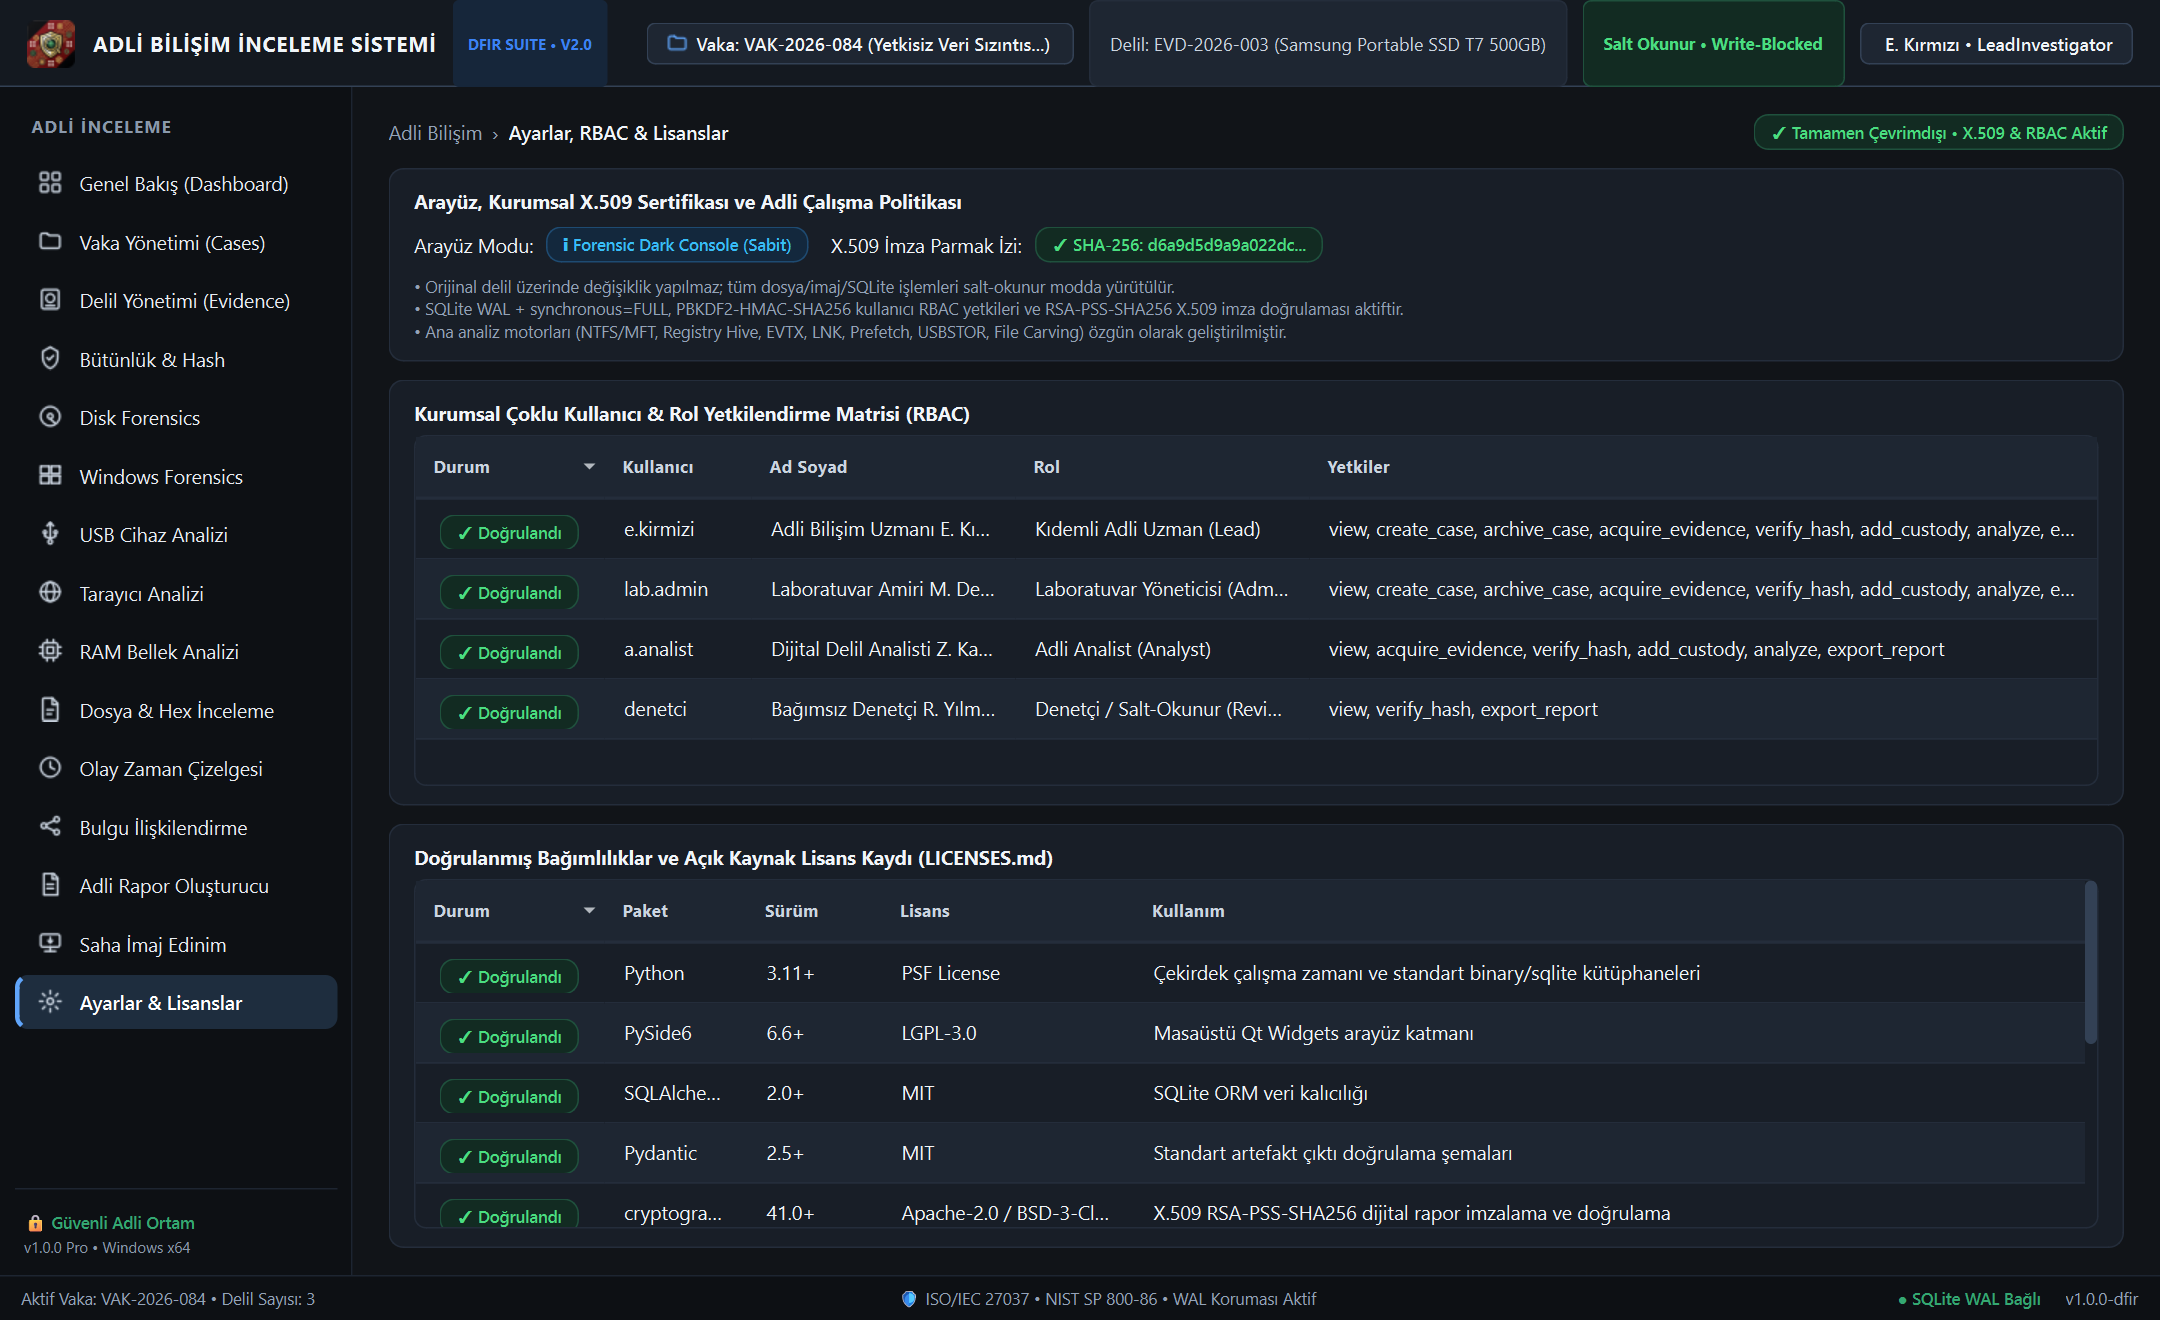 ADLİ BİLİŞİM İNCELEME SİSTEMİ
DFIR SUITE • V2.0
Vaka: VAK-2026-084 (Yetkisiz Veri Sızıntıs...)
Delil: EVD-2026-003 (Samsung Portable SSD T7 500GB)
Salt Okunur • Write-Blocked
E. Kırmızı • LeadInvestigator
ADLİ İNCELEME
Genel Bakış (Dashboard)
Vaka Yönetimi (Cases)
Delil Yönetimi (Evidence)
Bütünlük & Hash
Disk Forensics
Windows Forensics
USB Cihaz Analizi
Tarayıcı Analizi
RAM Bellek Analizi
Dosya & Hex İnceleme
Olay Zaman Çizelgesi
Bulgu İlişkilendirme
Adli Rapor Oluşturucu
Saha İmaj Edinim
Ayarlar & Lisanslar
Güvenli Adli Ortam
v1.0.0 Pro • Windows x64
Adli Bilişim › Ayarlar, RBAC & Lisanslar
✓ Tamamen Çevrimdışı • X.509 & RBAC Aktif
Arayüz, Kurumsal X.509 Sertifikası ve Adli Çalışma Politikası
Arayüz Modu: ℹ Forensic Dark Console (Sabit) X.509 İmza Parmak İzi: ✓ SHA-256: d6a9d5d9a9a022dc...
• Orijinal delil üzerinde değişiklik yapılmaz; tüm dosya/imaj/SQLite işlemleri salt-okunur modda yürütülür.
• SQLite WAL + synchronous=FULL, PBKDF2-HMAC-SHA256 kullanıcı RBAC yetkileri ve RSA-PSS-SHA256 X.509 imza doğrulaması aktiftir.
• Ana analiz motorları (NTFS/MFT, Registry Hive, EVTX, LNK, Prefetch, USBSTOR, File Carving) özgün olarak geliştirilmiştir.
Kurumsal Çoklu Kullanıcı & Rol Yetkilendirme Matrisi (RBAC)
Durum Kullanıcı Ad Soyad Rol Yetkiler
✓ Doğrulandı e.kirmizi Adli Bilişim Uzmanı E. Kı... Kıdemli Adli Uzman (Lead) view, create_case, archive_case, acquire_evidence, verify_hash, add_custody, analyze, e...
✓ Doğrulandı lab.admin Laboratuvar Amiri M. De... Laboratuvar Yöneticisi (Adm... view, create_case, archive_case, acquire_evidence, verify_hash, add_custody, analyze, e...
✓ Doğrulandı a.analist Dijital Delil Analisti Z. Ka... Adli Analist (Analyst) view, acquire_evidence, verify_hash, add_custody, analyze, export_report
✓ Doğrulandı denetci Bağımsız Denetçi R. Yılm... Denetçi / Salt-Okunur (Revi... view, verify_hash, export_report
Doğrulanmış Bağımlılıklar ve Açık Kaynak Lisans Kaydı (LICENSES.md)
Durum Paket Sürüm Lisans Kullanım
✓ Doğrulandı Python 3.11+ PSF License Çekirdek çalışma zamanı ve standart binary/sqlite kütüphaneleri
✓ Doğrulandı PySide6 6.6+ LGPL-3.0 Masaüstü Qt Widgets arayüz katmanı
✓ Doğrulandı SQLAlche... 2.0+ MIT SQLite ORM veri kalıcılığı
✓ Doğrulandı Pydantic 2.5+ MIT Standart artefakt çıktı doğrulama şemaları
✓ Doğrulandı cryptogra... 41.0+ Apache-2.0 / BSD-3-Cl... X.509 RSA-PSS-SHA256 dijital rapor imzalama ve doğrulama
Aktif Vaka: VAK-2026-084 • Delil Sayısı: 3
ISO/IEC 27037 • NIST SP 800-86 • WAL Koruması Aktif
● SQLite WAL Bağlı
v1.0.0-dfir